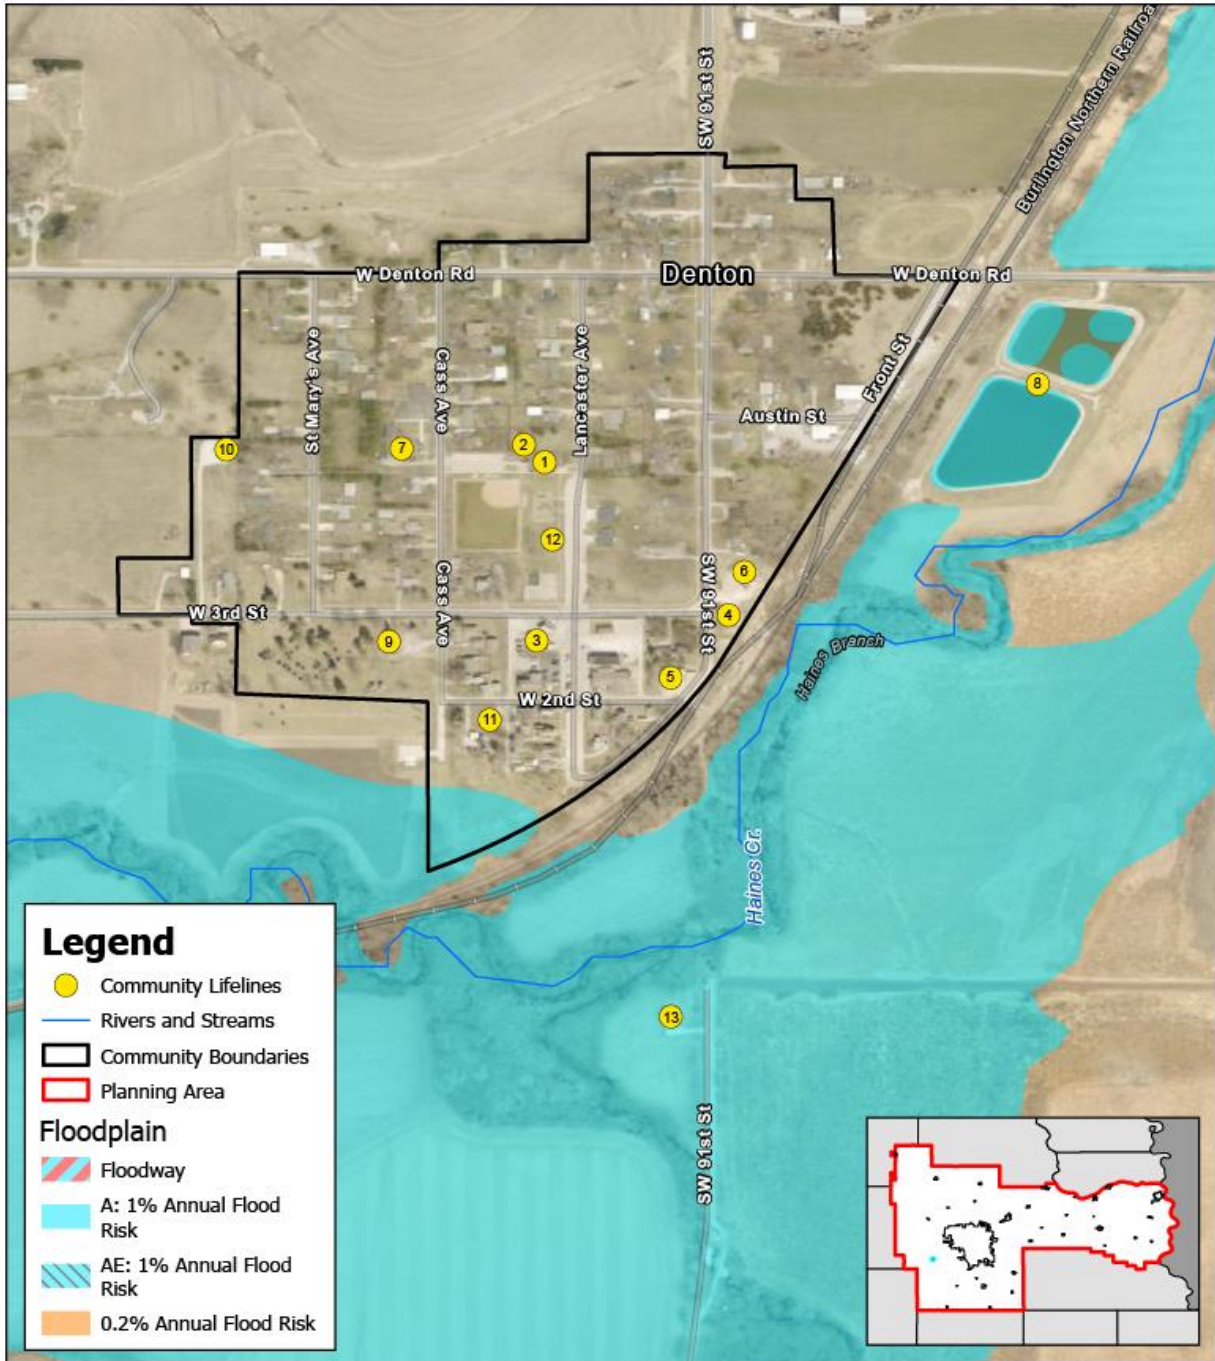 SW 91st St
Burlington Northern Railroa
W Denton Rd
Denton
W Denton Rd
St Mary's Ave
Cass Ave
Lancaster Ave
Front St
Austin St
8
10
7
2
1
12
Cass Ave
SW 91st St
6
W 3rd St
4
9
3
5
Haines Branch
W 2nd St
11
Haines Cr.
13
SW 91st St
Legend
Community Lifelines
Rivers and Streams
Community Boundaries
Planning Area
Floodplain
Floodway
A: 1% Annual Flood
Risk
AE: 1% Annual Flood
Risk
0.2% Annual Flood Risk